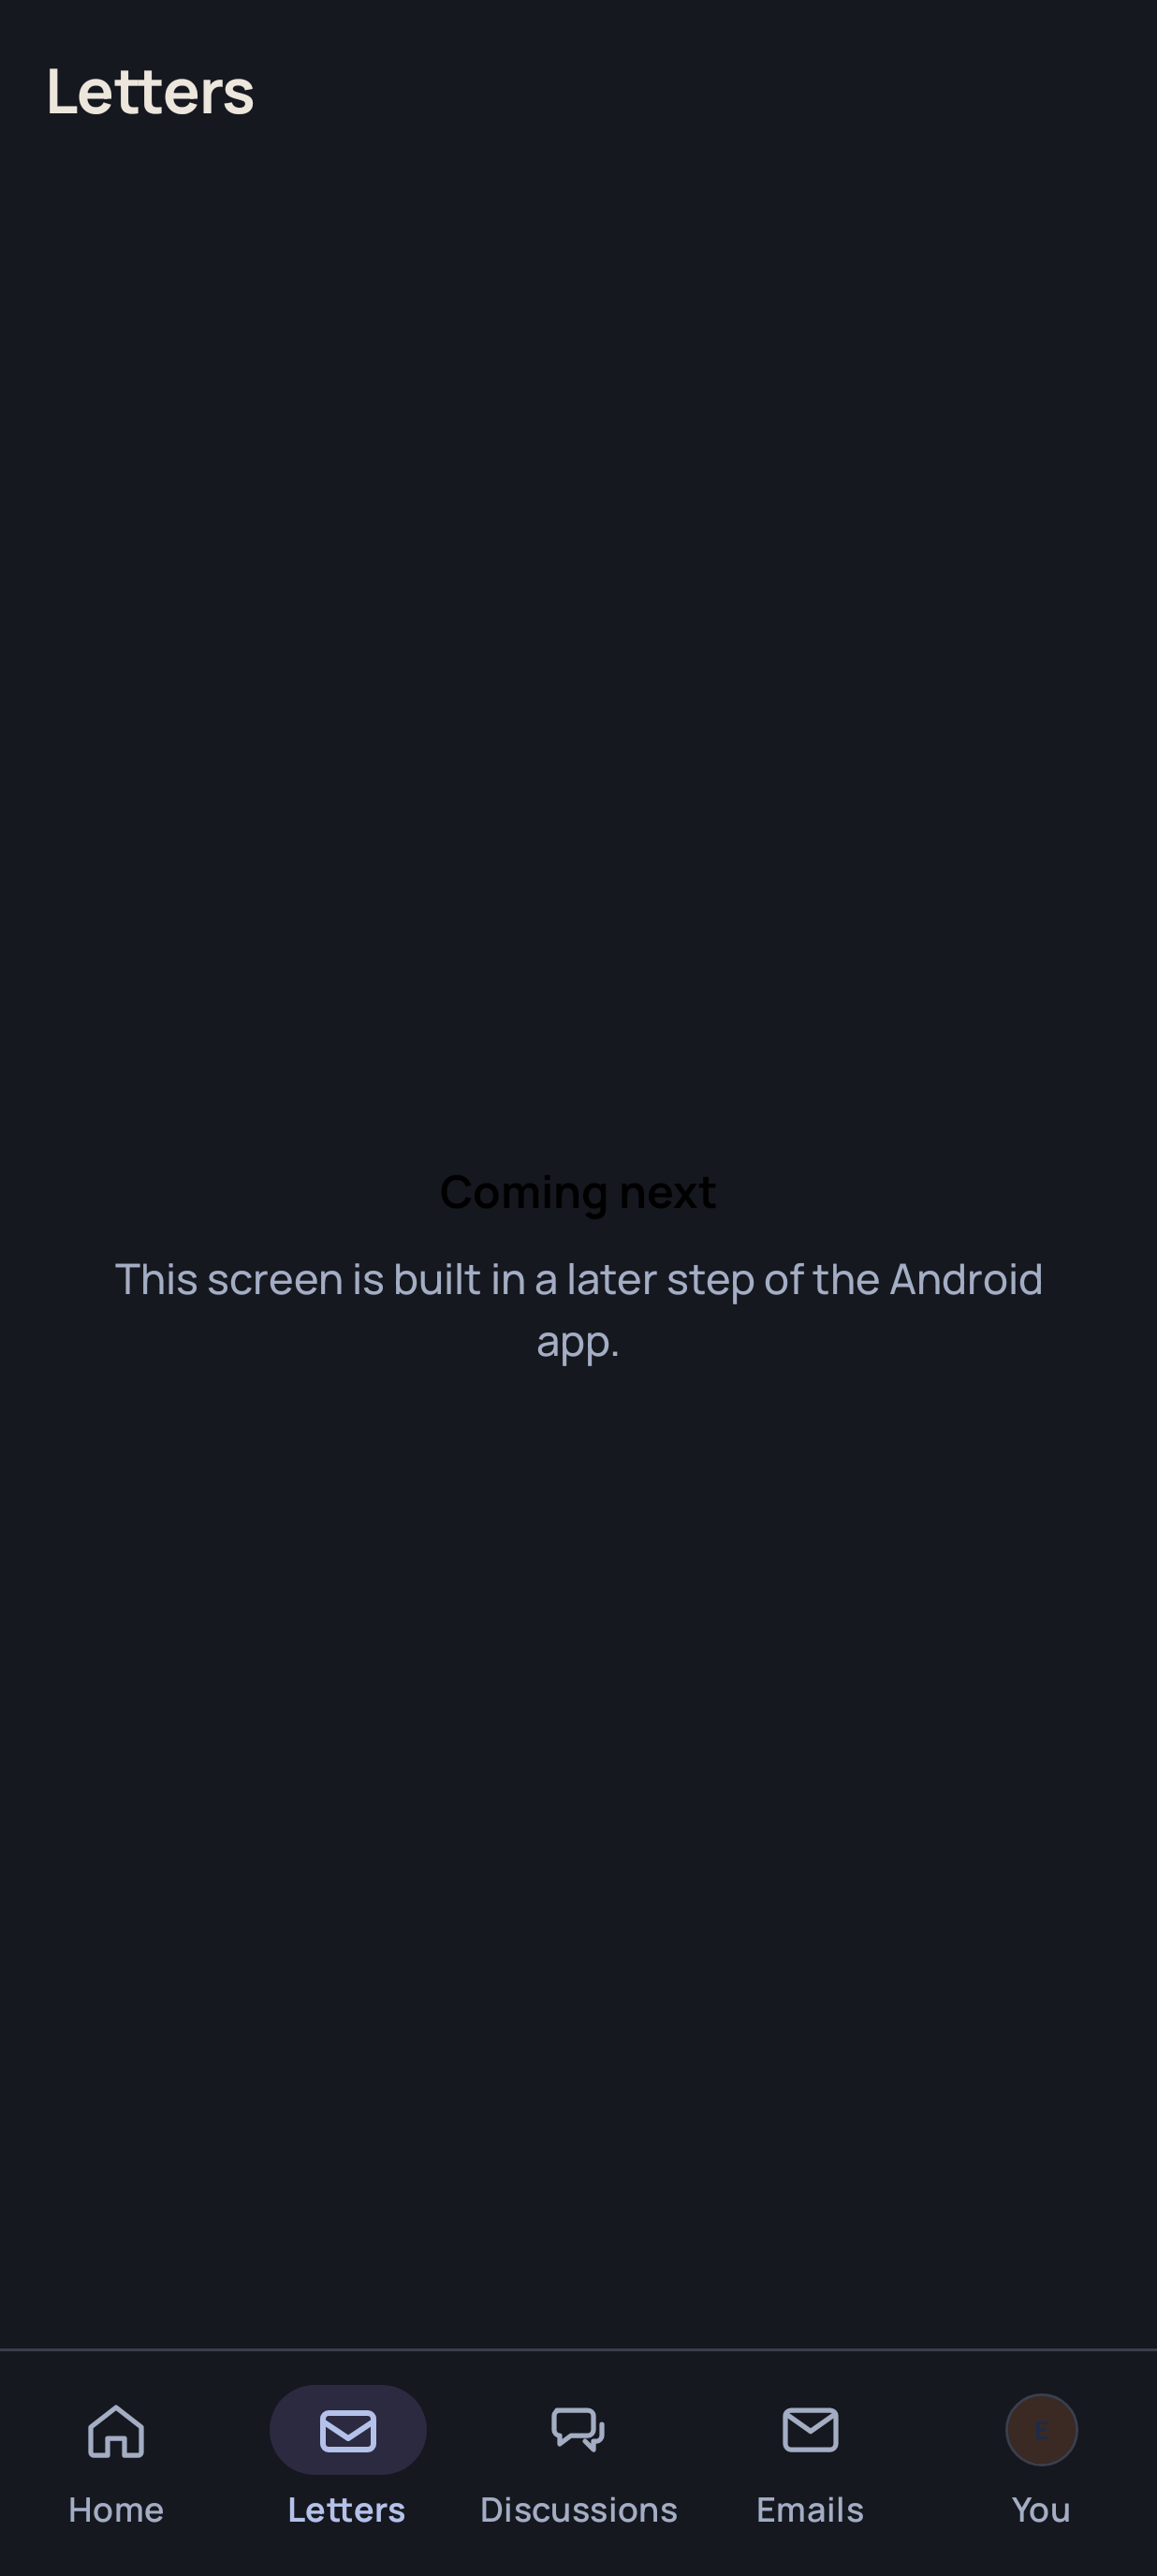 Letters
Coming next
This screen is built in a later step of the Android
app.
Home
Letters
Discussions
Emails
E
You